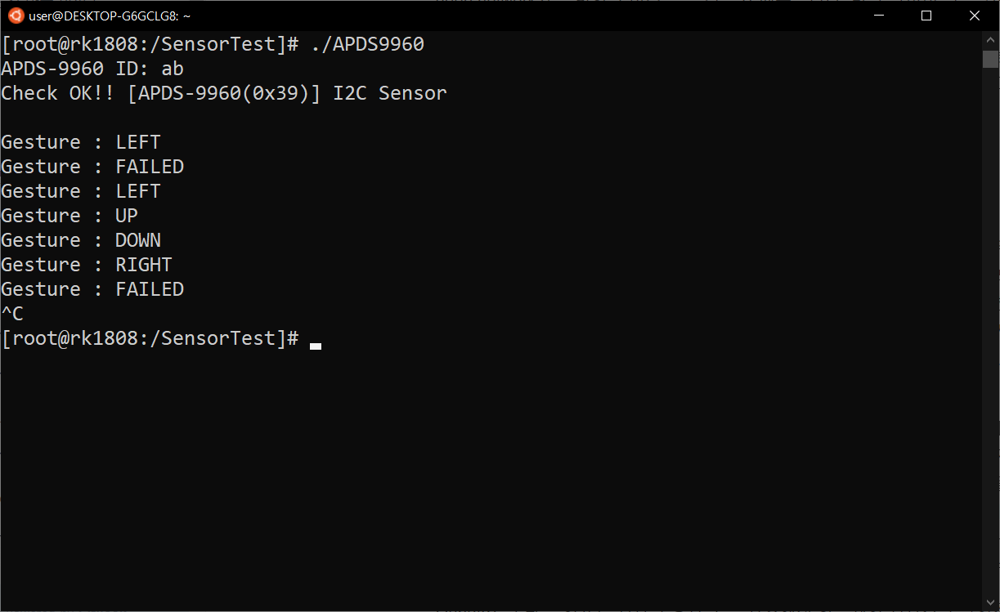 user@DESKTOP-G6GCLG8: ~
[root@rk1808:/SensorTest]# ./APDS9960
APDS-9960 ID: ab
Check OK!! [APDS-9960(0x39)] I2C Sensor
Gesture : LEFT
Gesture : FAILED
Gesture : LEFT
Gesture : UP
Gesture : DOWN
Gesture : RIGHT
Gesture : FAILED
^C
[root@rk1808:/SensorTest]#